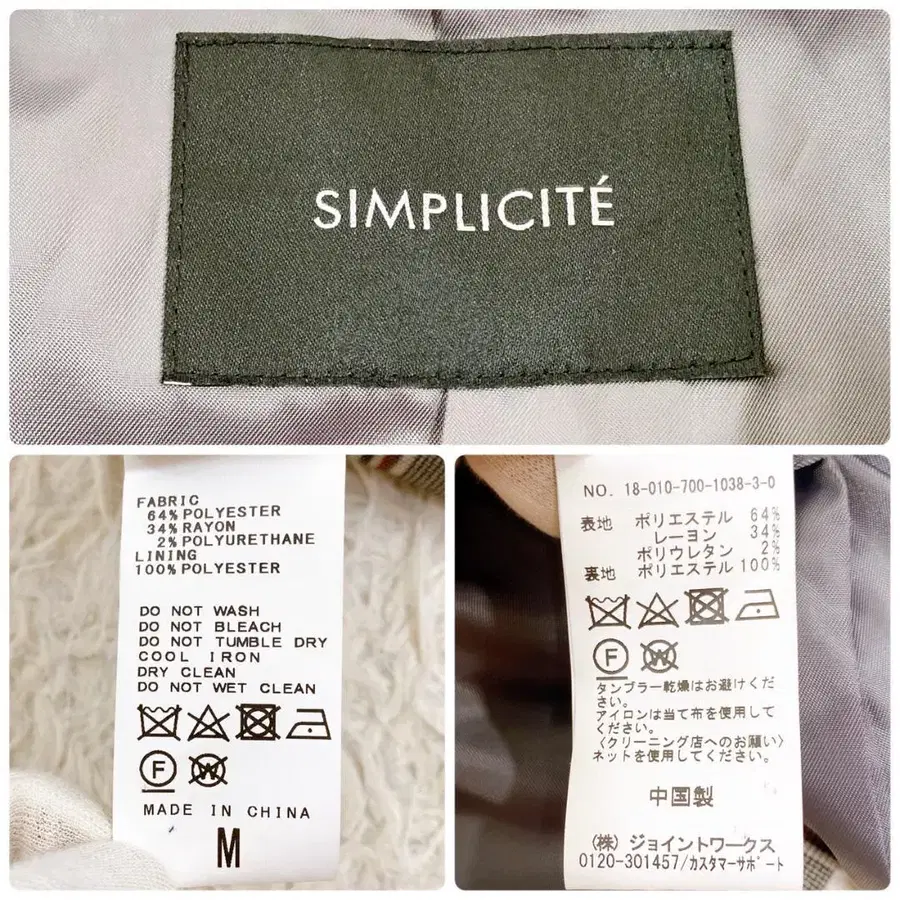 SIMPLICITÉ
FABRIC
64% POLYESTER
34% RAYON
2% POLYURETHANE
LINING
100% POLYESTER
DO NOT WASH
DO NOT BLEACH
DO NOT TUMBLE DRY
COOL IRON
DRY CLEAN
DO NOT WET CLEAN
F W
MADE IN CHINA
M
NO. 18-010-700-1038-3-0
表地 ポリエステル 64%
レーヨン 34%
ポリウレタン 2%
裏地 ポリエステル 100%
F W
タンブラー乾燥はお避けくだ
さい。
アイロンは当て布を使用して
ください。
〈クリーニング店へのお願い〉
ネットを使用してください。
中国製
(株) ジョイントワークス
0120-301457/カスタマーサポート